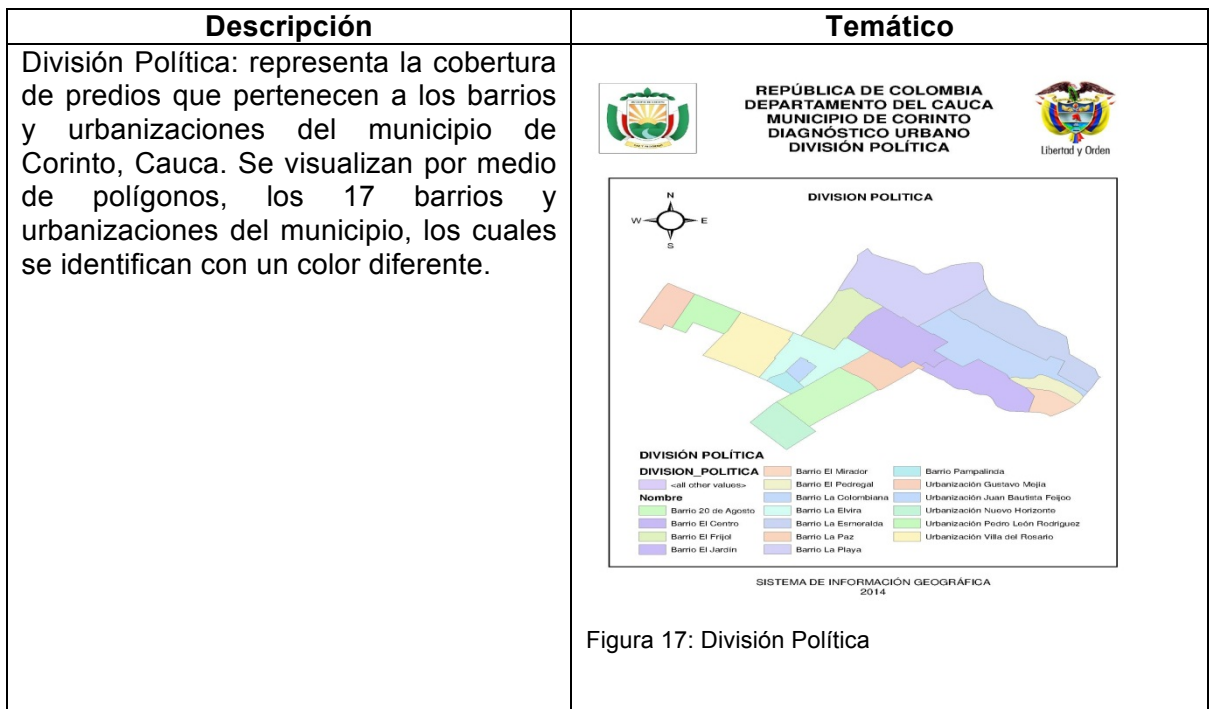 Descripción
Temático
División Política: representa la cobertura
de predios que pertenecen a los barrios
y urbanizaciones del municipio de
Corinto, Cauca. Se visualizan por medio
de polígonos, los 17 barrios y
urbanizaciones del municipio, los cuales
se identifican con un color diferente.
REPÚBLICA DE COLOMBIA
DEPARTAMENTO DEL CAUCA
MUNICIPIO DE CORINTO
DIAGNÓSTICO URBANO
DIVISIÓN POLÍTICA
Libertad y Orden
DIVISION POLITICA
N
W
E
S
DIVISIÓN POLÍTICA
DIVISION_POLITICA
<all other values>
Nombre
Barrio 20 de Agosto
Barrio El Centro
Barrio El Frijol
Barrio El Jardín
Barrio El Mirador
Barrio El Pedregal
Barrio La Colombiana
Barrio La Elvira
Barrio La Esmeralda
Barrio La Paz
Barrio La Playa
Barrio Pampalinda
Urbanización Gustavo Mejía
Urbanización Juan Bautista Feijoo
Urbanización Nuevo Horizonte
Urbanización Pedro León Rodríguez
Urbanización Villa del Rosario
SISTEMA DE INFORMACIÓN GEOGRÁFICA
2014
Figura 17: División Política